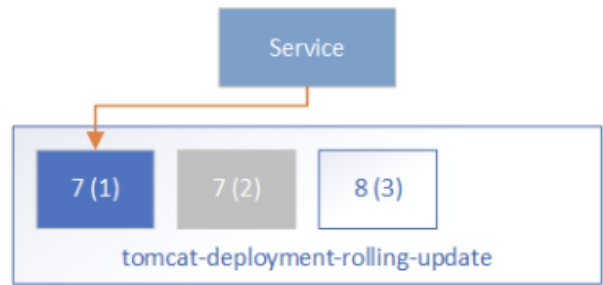 Service
7 (1) 7 (2) 8 (3)
tomcat-deployment-rolling-update